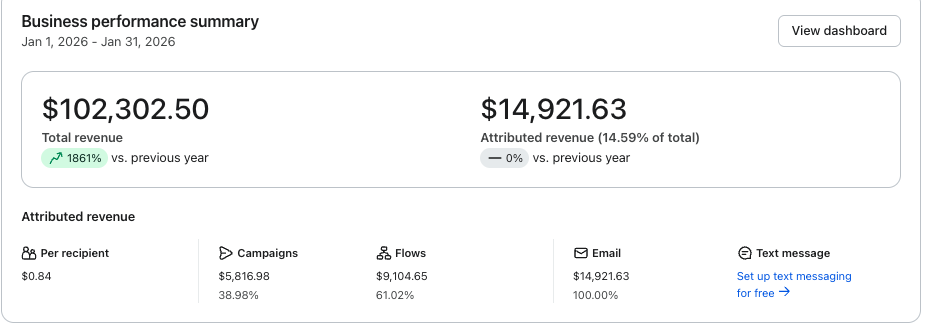 Business performance summary
Jan 1, 2026 - Jan 31, 2026
View dashboard
$102,302.50
Total revenue
1861% vs. previous year
$14,921.63
Attributed revenue (14.59% of total)
0% vs. previous year
Attributed revenue
Per recipient
$0.84
Campaigns
$5,816.98
38.98%
Flows
$9,104.65
61.02%
Email
$14,921.63
100.00%
Text message
Set up text messaging
for free →